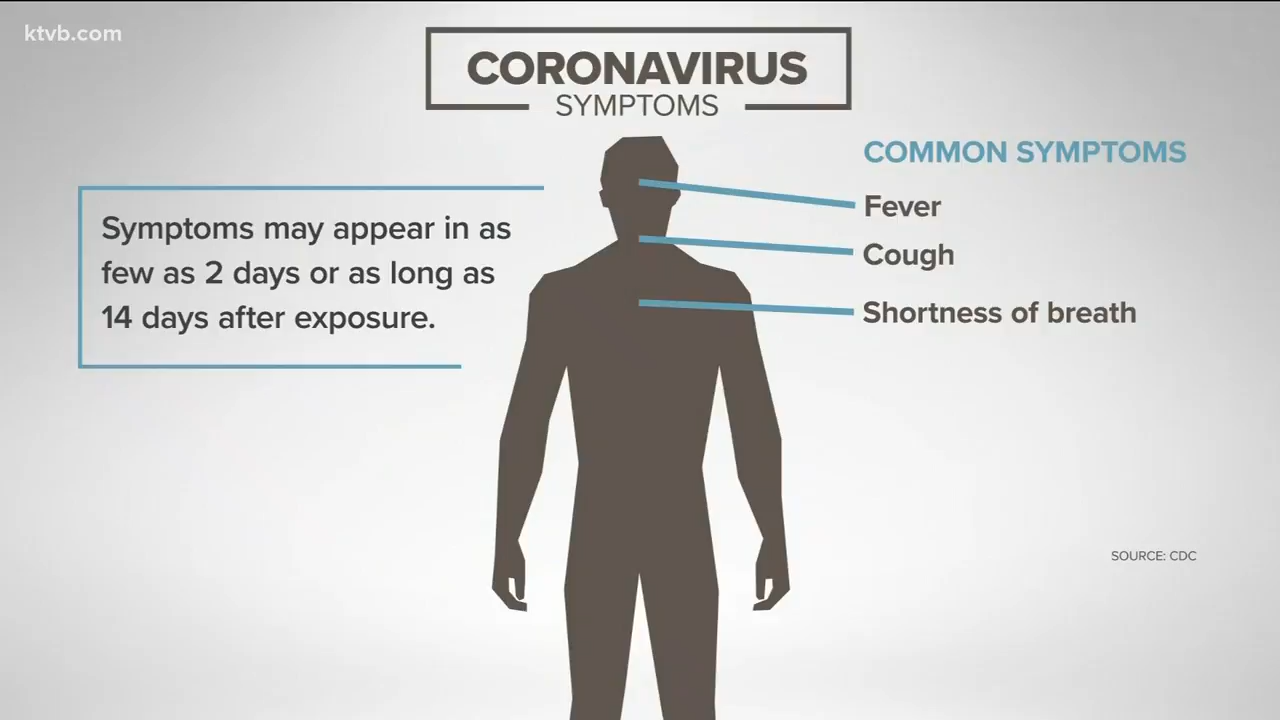 ktvb.com
CORONAVIRUS
SYMPTOMS
Symptoms may appear in as
few as 2 days or as long as
14 days after exposure.
COMMON SYMPTOMS
Fever
Cough
Shortness of breath
SOURCE: CDC